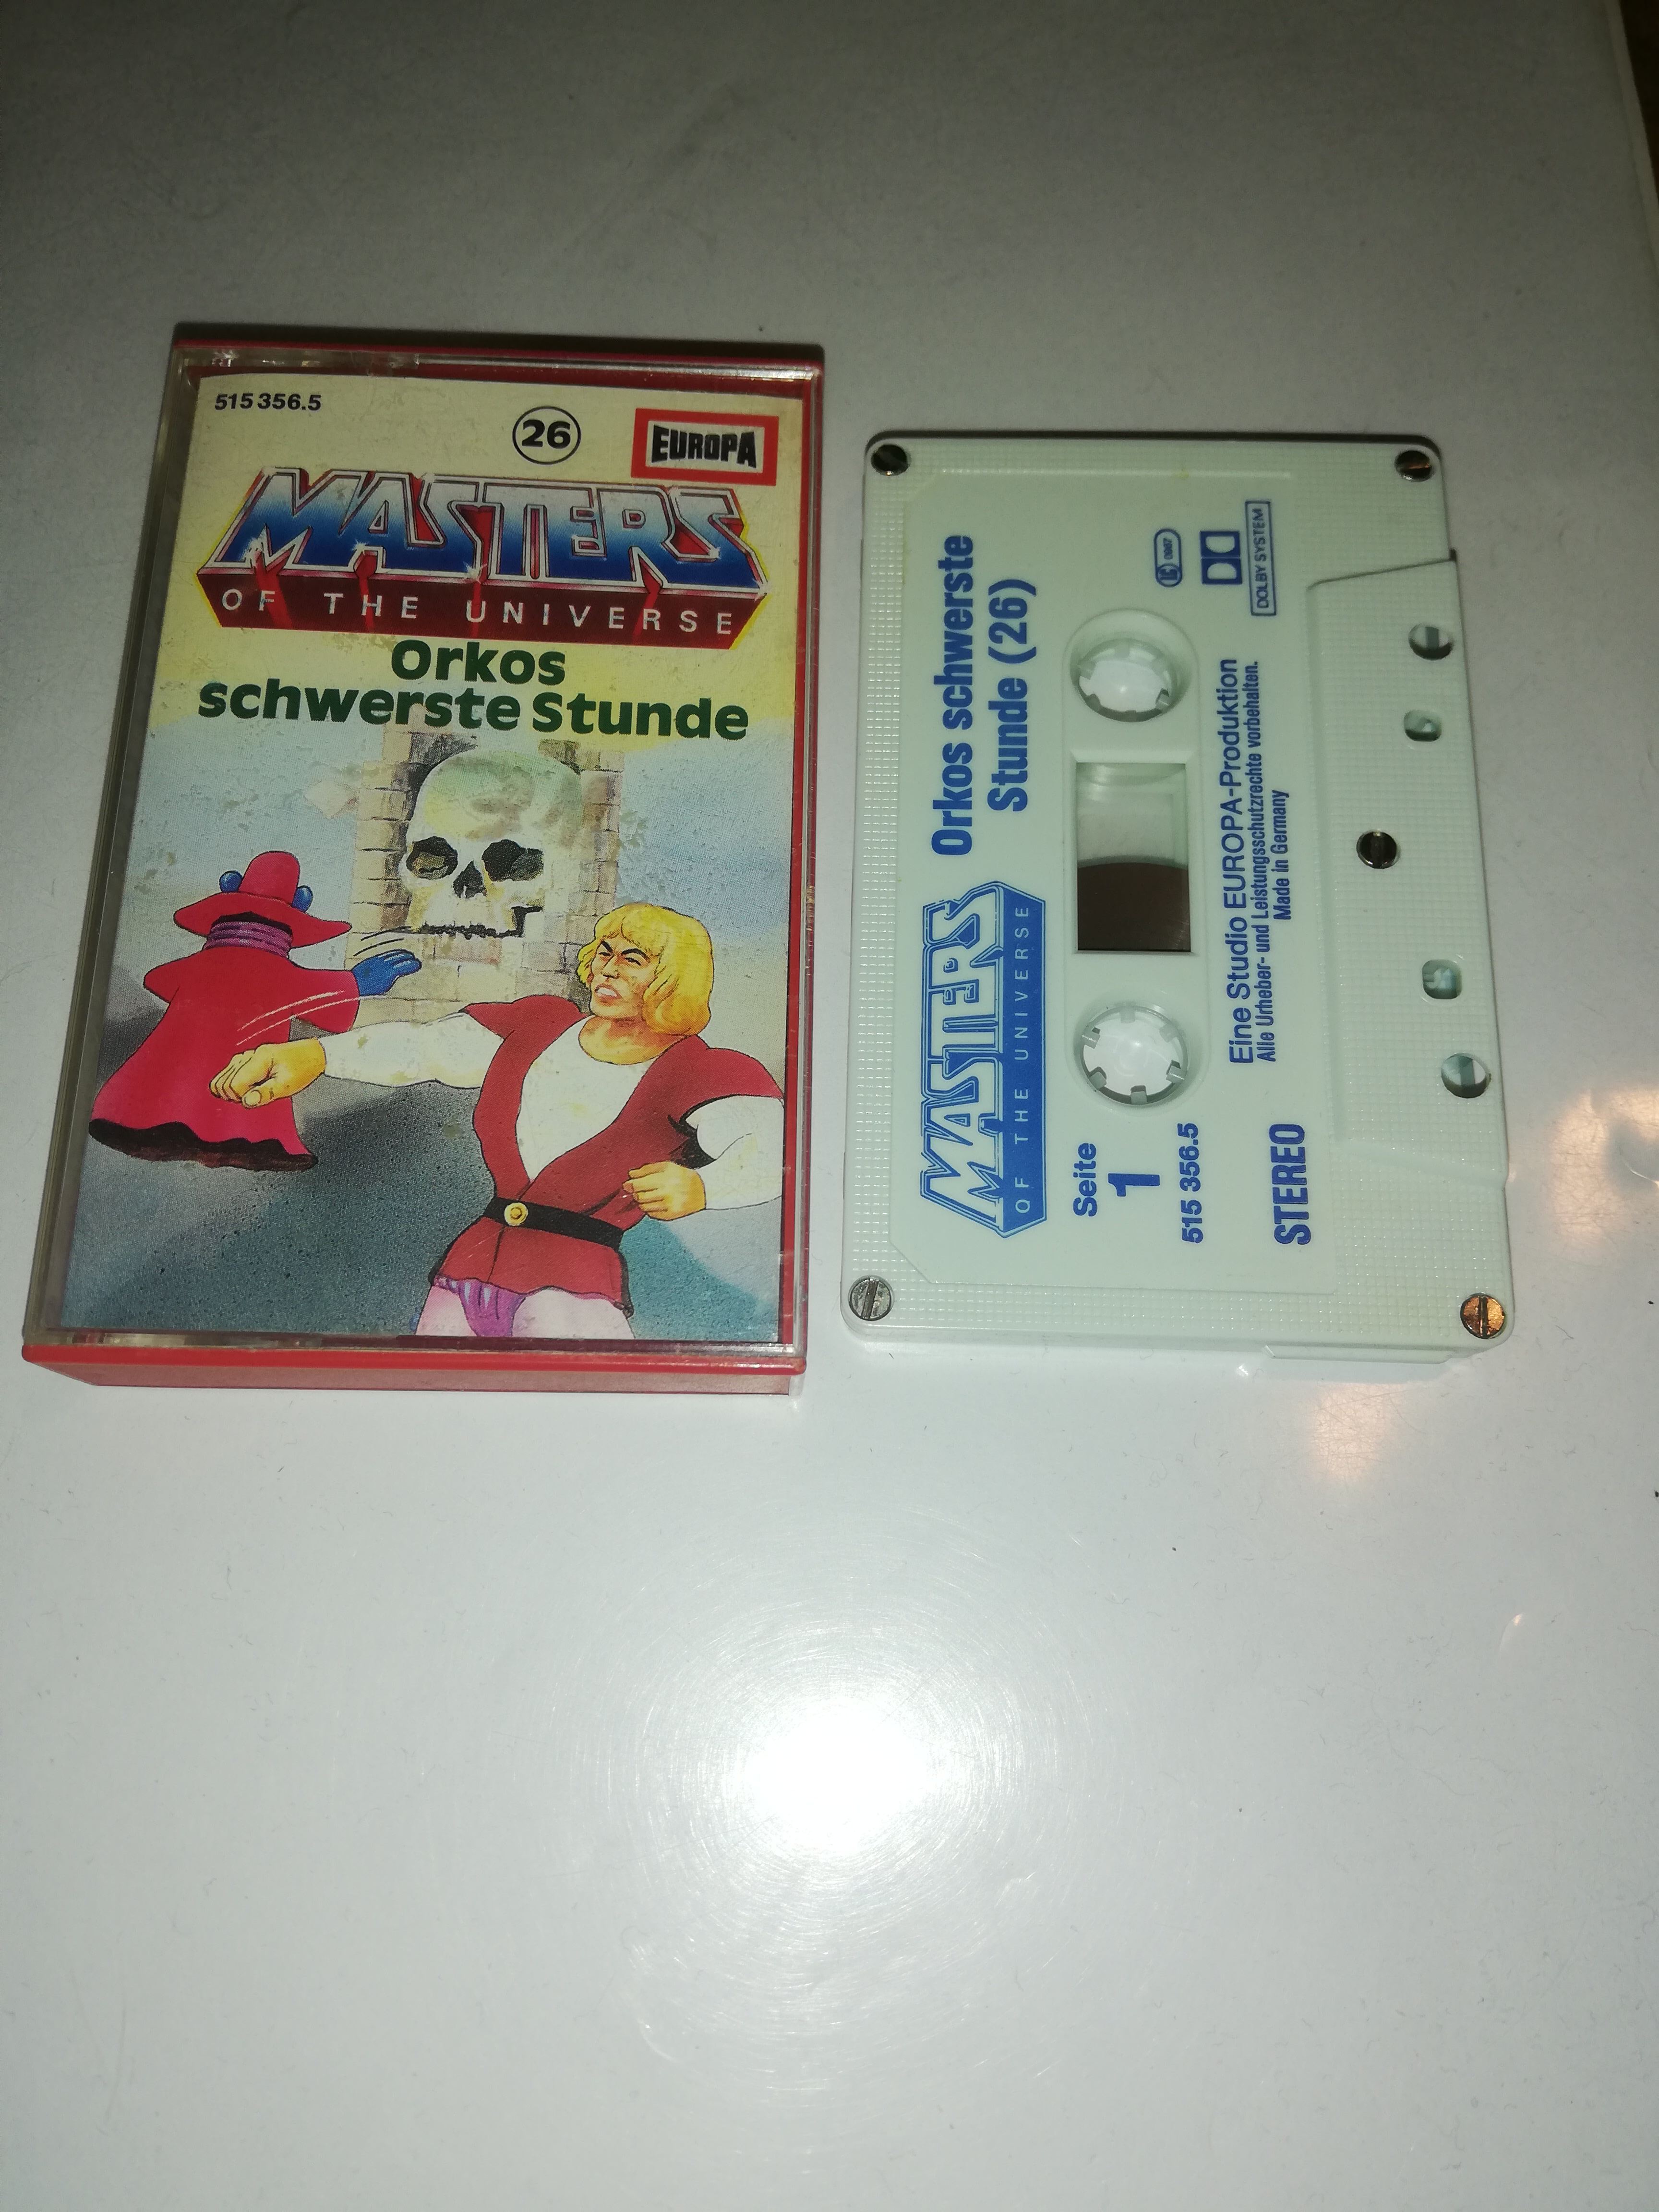 515 356.5
26
EUROPA
MASTERS
OF THE UNIVERSE
Orkos
schwerste Stunde
MASTERS
OF THE UNIVERSE
Orkos schwerste
Stunde (26)
Seite
1
515 356.5
STEREO
Eine Studio EUROPA-Produktion
Alle Urheber- und Leistungsschutzrechte vorbehalten.
Made in Germany
DOLBY SYSTEM